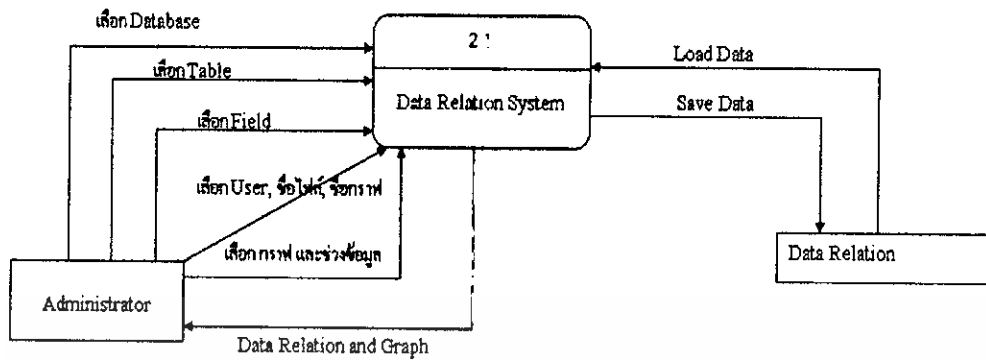 เลือก Database
2.1
เลือก Table
Load Data
Data Relation System
Save Data
เลือก Field
เลือก User, ชื่อไฟล์, ชื่อกราฟ
เลือก กราฟ และช่วงข้อมูล
Data Relation
Administrator
Data Relation and Graph